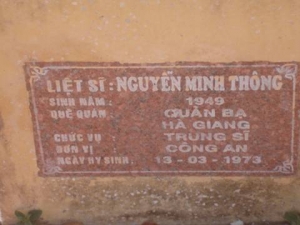 LIỆT SĨ : NGUYỄN MINH THÔNG
SINH NĂM : 1949
QUÊ QUÁN : QUẢN BẠ
HÀ GIANG
CHỨC VỤ : TRUNG SĨ
ĐƠN VỊ : CÔNG AN
NGÀY HY SINH : 13 - 03 - 1973